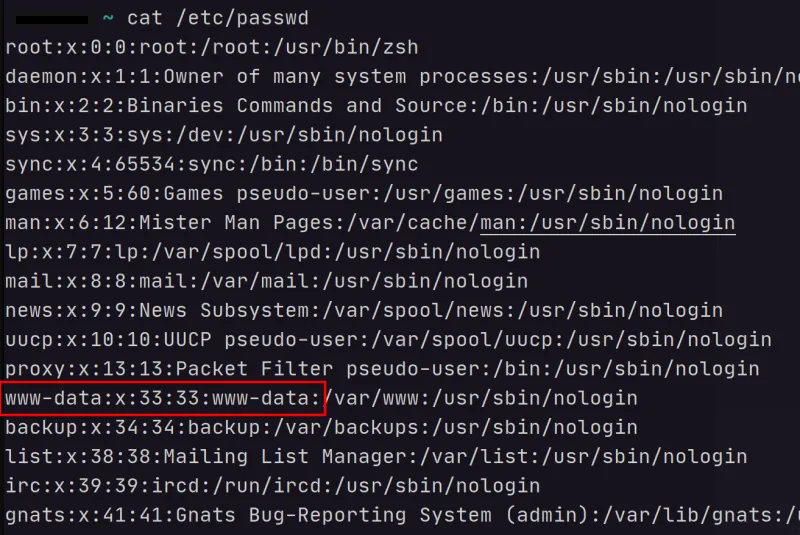 ~ cat /etc/passwd
root:x:0:0:root:/root:/usr/bin/zsh
daemon:x:1:1:Owner of many system processes:/usr/sbin:/usr/sbin/no
bin:x:2:2:Binaries Commands and Source:/bin:/usr/sbin/nologin
sys:x:3:3:sys:/dev:/usr/sbin/nologin
sync:x:4:65534:sync:/bin:/bin/sync
games:x:5:60:Games pseudo-user:/usr/games:/usr/sbin/nologin
man:x:6:12:Mister Man Pages:/var/cache/man:/usr/sbin/nologin
lp:x:7:7:lp:/var/spool/lpd:/usr/sbin/nologin
mail:x:8:8:mail:/var/mail:/usr/sbin/nologin
news:x:9:9:News Subsystem:/var/spool/news:/usr/sbin/nologin
uucp:x:10:10:UUCP pseudo-user:/var/spool/uucp:/usr/sbin/nologin
proxy:x:13:13:Packet Filter pseudo-user:/bin:/usr/sbin/nologin
www-data:x:33:33:www-data:/var/www:/usr/sbin/nologin
backup:x:34:34:backup:/var/backups:/usr/sbin/nologin
list:x:38:38:Mailing List Manager:/var/list:/usr/sbin/nologin
irc:x:39:39:ircd:/run/ircd:/usr/sbin/nologin
gnats:x:41:41:Gnats Bug-Reporting System (admin):/var/lib/gnats:/u